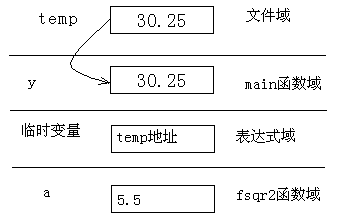 temp 30.25 文件域
y 30.25 main函数域
临时变量 temp地址 表达式域
a 5.5 fsqr2函数域